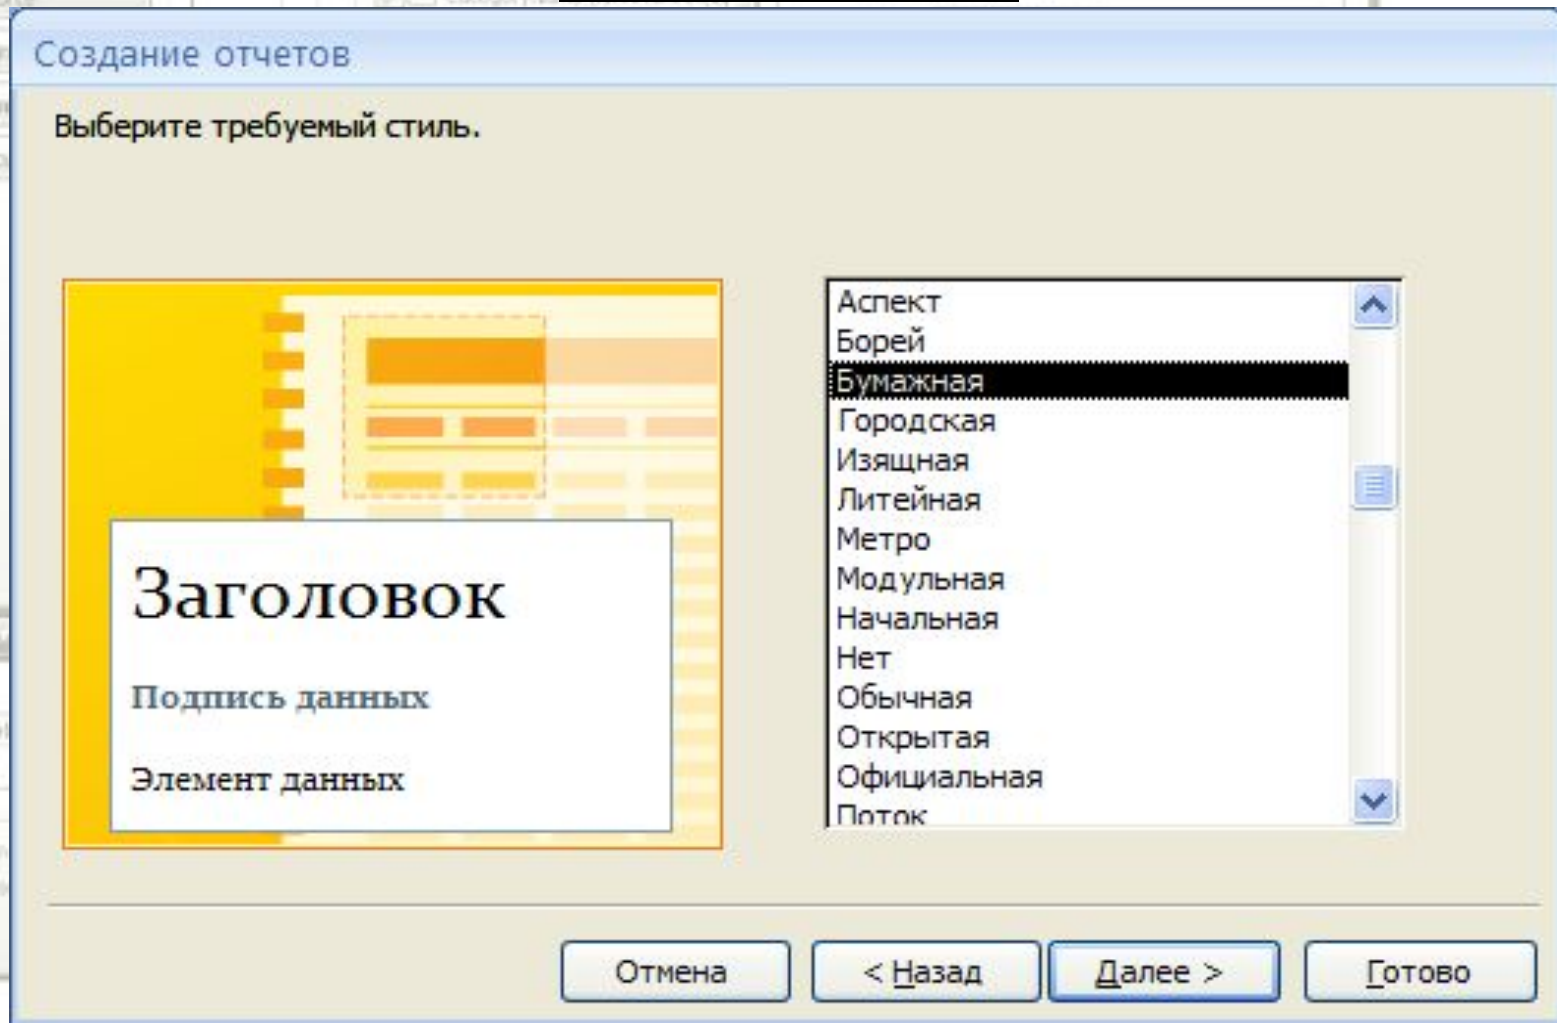 Создание отчетов
Выберите требуемый стиль.
Заголовок
Подпись данных
Элемент данных
Аспект
Борей
Бумажная
Городская
Изящная
Литейная
Метро
Модульная
Начальная
Нет
Обычная
Открытая
Официальная
Поток
Отмена
< Назад
Далее >
Готово